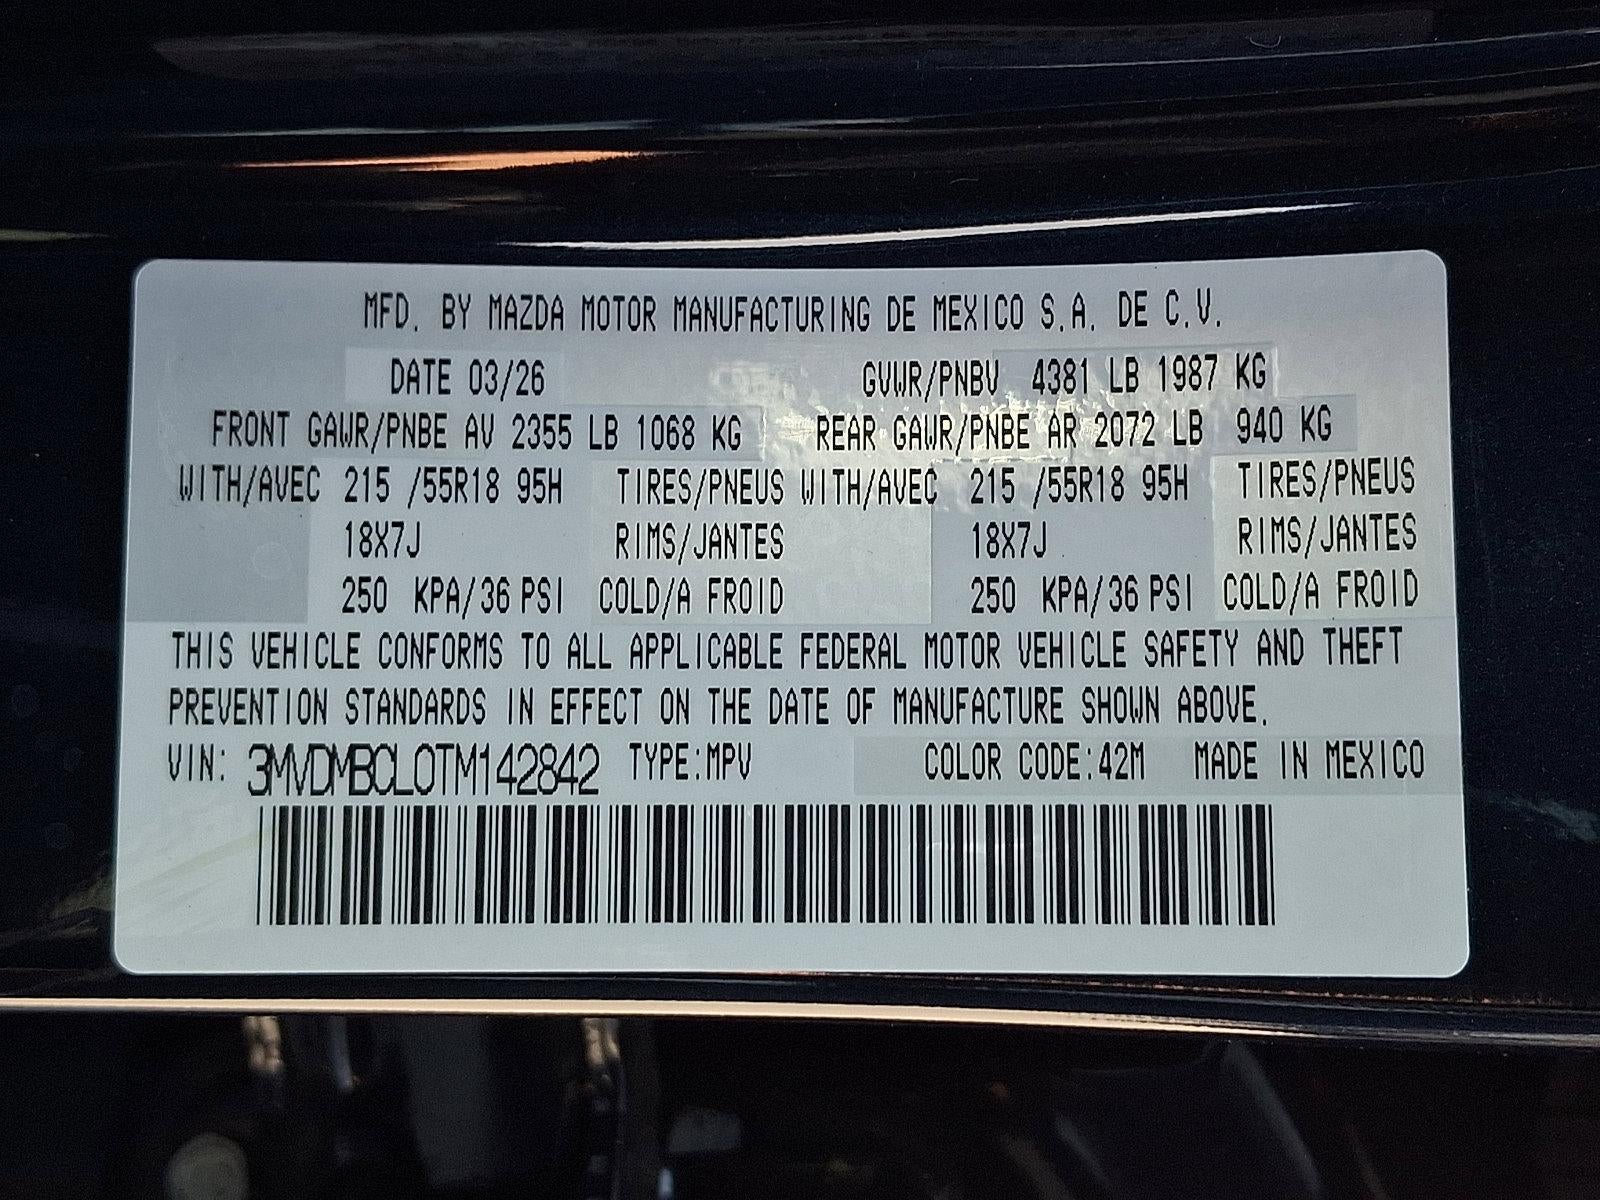 MFD. BY MAZDA MOTOR MANUFACTURING DE MEXICO S.A. DE C.V.
DATE 03/26 GVWR/PNBV 4381 LB 1987 KG
FRONT GAWR/PNBE AV 2355 LB 1068 KG REAR GAWR/PNBE AR 2072 LB 940 KG
WITH/AVEC 215 /55R18 95H TIRES/PNEUS WITH/AVEC 215 /55R18 95H TIRES/PNEUS
18X7J RIMS/JANTES 18X7J RIMS/JANTES
250 KPA/36 PSI COLD/A FROID 250 KPA/36 PSI COLD/A FROID
THIS VEHICLE CONFORMS TO ALL APPLICABLE FEDERAL MOTOR VEHICLE SAFETY AND THEFT
PREVENTION STANDARDS IN EFFECT ON THE DATE OF MANUFACTURE SHOWN ABOVE.
VIN: 3MVDMBCL0TM142842 TYPE:MPV COLOR CODE:42M MADE IN MEXICO